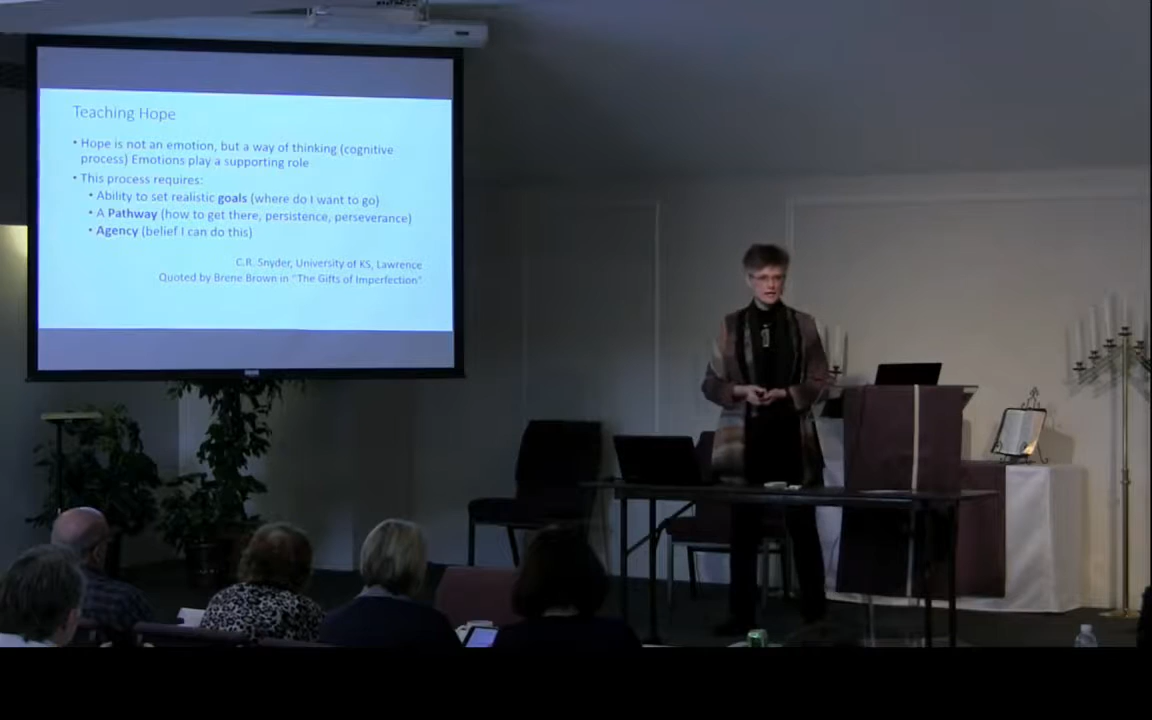 Teaching Hope
• Hope is not an emotion, but a way of thinking (cognitive
process) Emotions play a supporting role
• This process requires:
• Ability to set realistic goals (where do I want to go)
• A Pathway (how to get there, persistence, perseverance)
• Agency (belief I can do this)
C.R. Snyder, University of KS, Lawrence
Quoted by Brene Brown in "The Gifts of Imperfection"